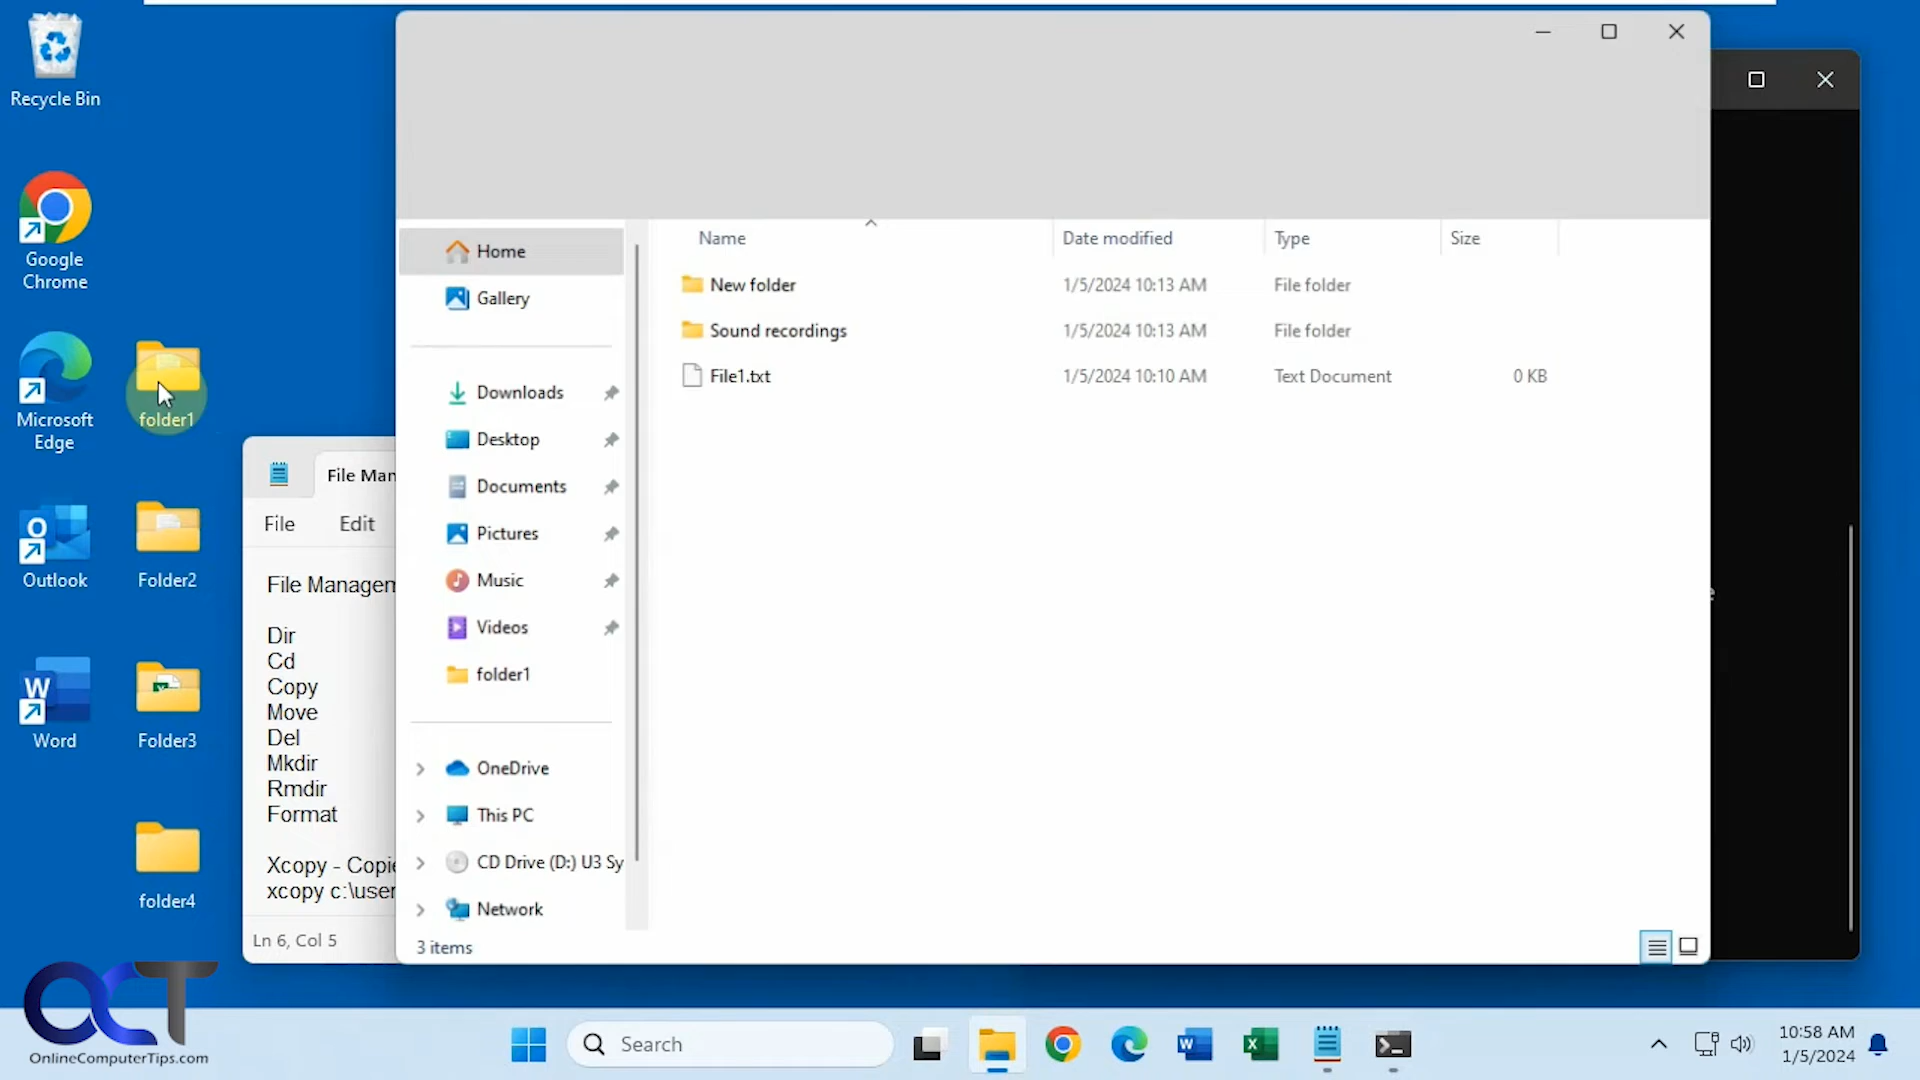 Recycle Bin
Google
Chrome
Microsoft
Edge
folder1
Outlook
Folder2
Word
Folder3
folder4
File Man
File Edit
File Managem
Dir
Cd
Copy
Move
Del
Mkdir
Rmdir
Format
Xcopy - Copie
xcopy c:\user
Ln 6, Col 5
Home
Gallery
Downloads
Desktop
Documents
Pictures
Music
Videos
folder1
OneDrive
This PC
CD Drive (D:) U3 Sy
Network
3 items
Name Date modified Type Size
New folder 1/5/2024 10:13 AM File folder
Sound recordings 1/5/2024 10:13 AM File folder
File1.txt 1/5/2024 10:10 AM Text Document 0 KB
OCT
OnlineComputerTips.com
Search
10:58 AM
1/5/2024